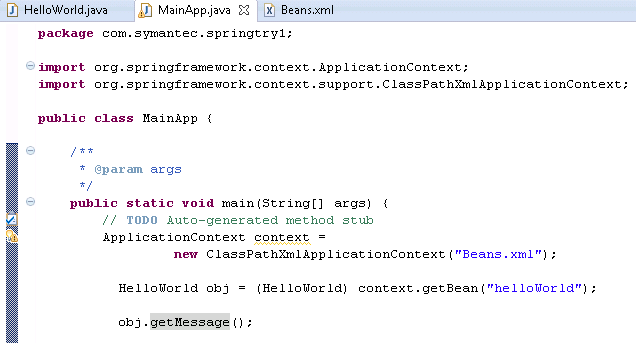 HelloWorld.java MainApp.java Beans.xml
package com.symantec.springtry1;
import org.springframework.context.ApplicationContext;
import org.springframework.context.support.ClassPathXmlApplicationContext;
public class MainApp {
/**
* @param args
*/
public static void main(String[] args) {
// TODO Auto-generated method stub
ApplicationContext context =
new ClassPathXmlApplicationContext("Beans.xml");
HelloWorld obj = (HelloWorld) context.getBean("helloWorld");
obj.getMessage();